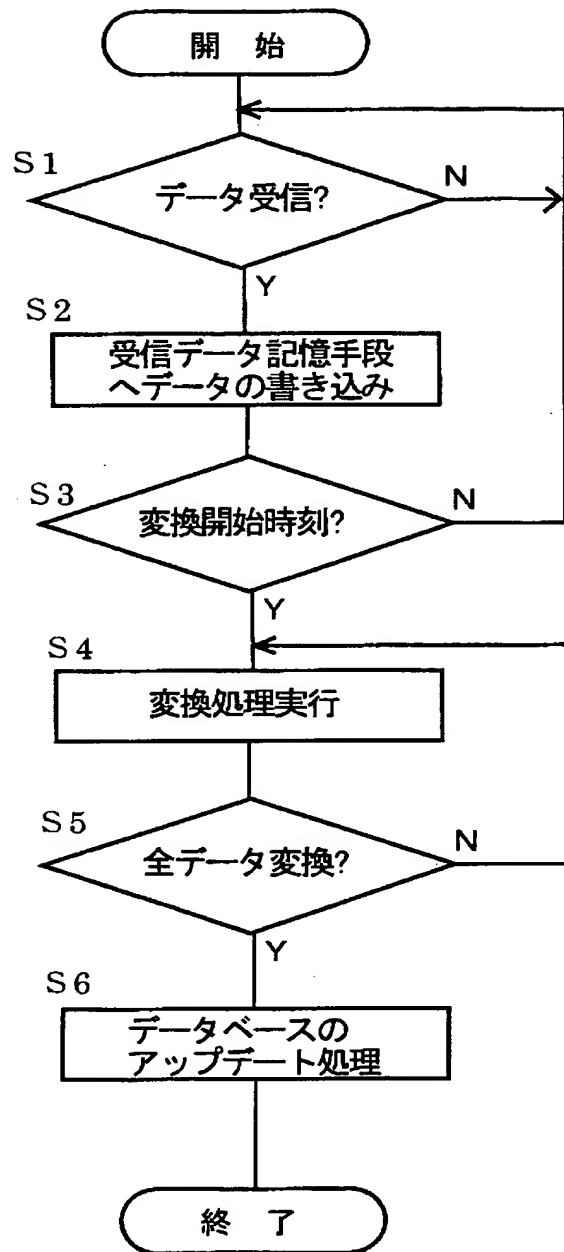 開 始
S1
データ受信?
N
Y
S2
受信データ記憶手段
へデータの書き込み
S3
変換開始時刻?
N
Y
S4
変換処理実行
S5
全データ変換?
N
Y
S6
データベースの
アップデート処理
終 了